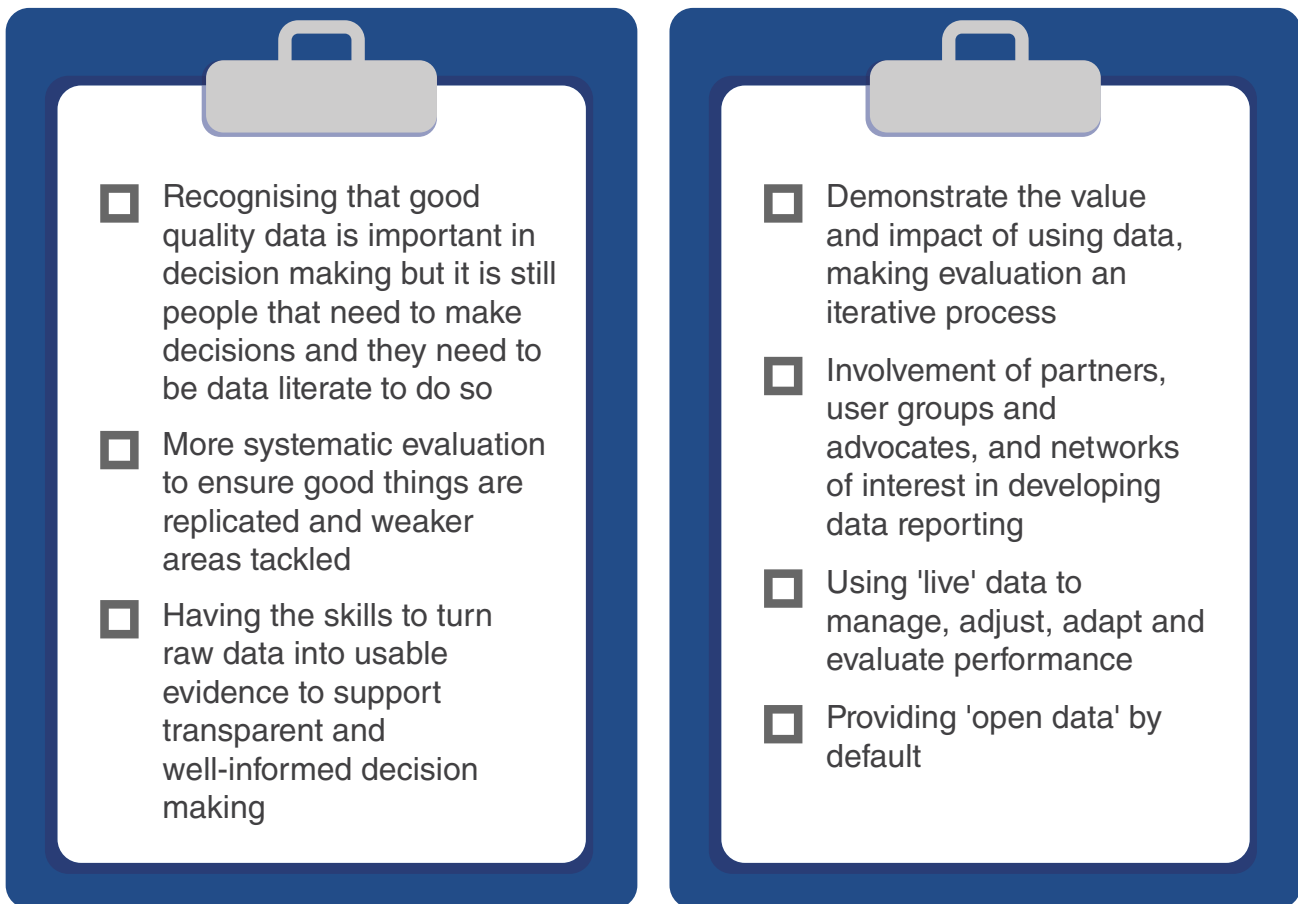 Recognising that good
quality data is important in
decision making but it is still
people that need to make
decisions and they need to
be data literate to do so
More systematic evaluation
to ensure good things are
replicated and weaker
areas tackled
Having the skills to turn
raw data into usable
evidence to support
transparent and
well-informed decision
making
Demonstrate the value
and impact of using data,
making evaluation an
iterative process
Involvement of partners,
user groups and
advocates, and networks
of interest in developing
data reporting
Using 'live' data to
manage, adjust, adapt and
evaluate performance
Providing 'open data' by
default